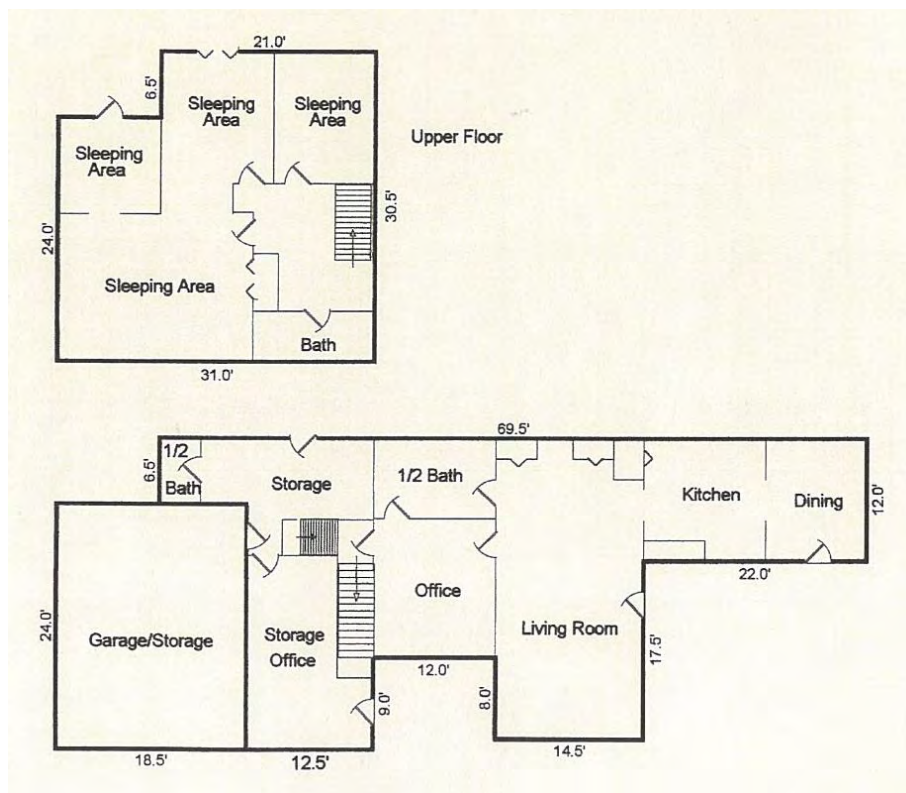 21.0'
6.5'
Sleeping
Area
Sleeping
Area
Upper Floor
Sleeping
Area
30.5'
24.0'
Sleeping Area
Bath
31.0'
69.5'
1/2
6.5'
Bath
Storage
1/2 Bath
Kitchen
Dining
12.0'
22.0'
Office
24.0'
Garage/Storage
Storage
Office
Living Room
17.5'
12.0'
9.0'
8.0'
18.5'
12.5'
14.5'